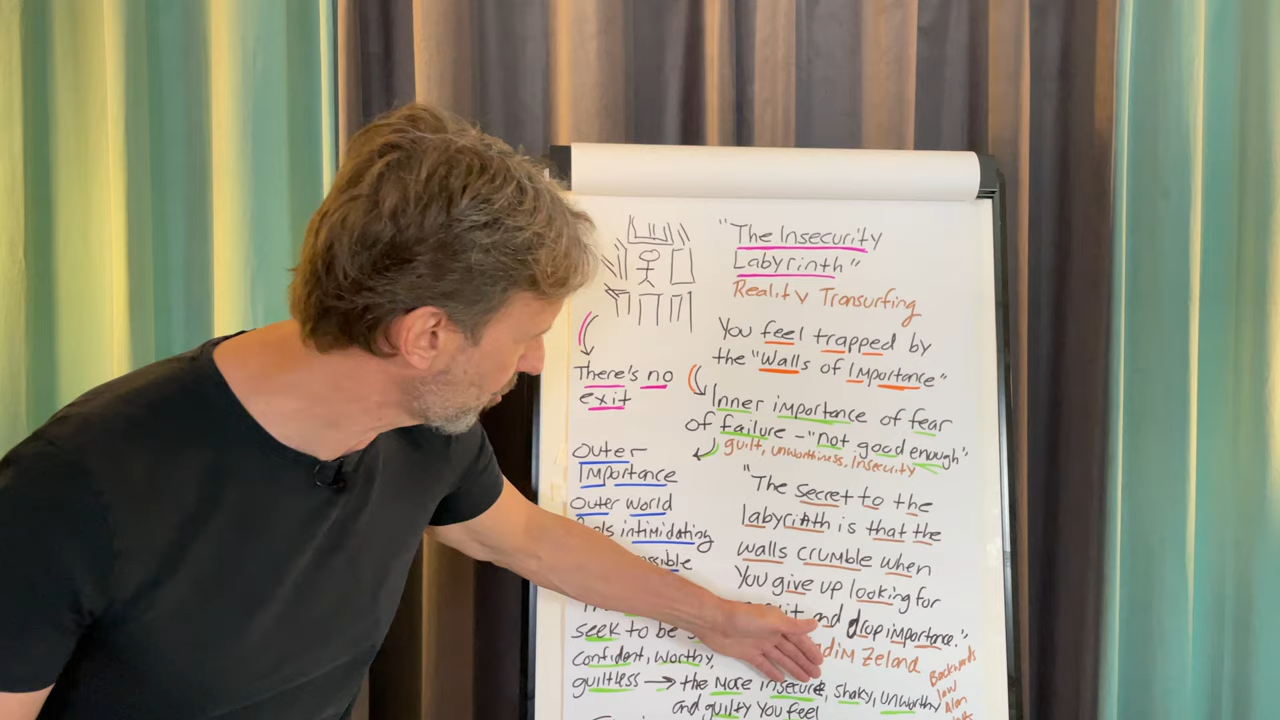 "The Insecurity
Labyrinth"
Reality Transurfing
You feel trapped by
the "Walls of Importance"
There's no
exit
Inner importance of fear
of failure - "not good enough"
guilt, unworthiness, Insecurity
Outer
Importance
Outer World
intimidating
"The secret to the
labyrinth is that the
walls crumble when
You give up looking for
and drop importance."
Zeland
seek to be
confident, worthy,
guiltless → the more insecure, shaky, unworthy
and guilty You feel
Backwards
law
Alan